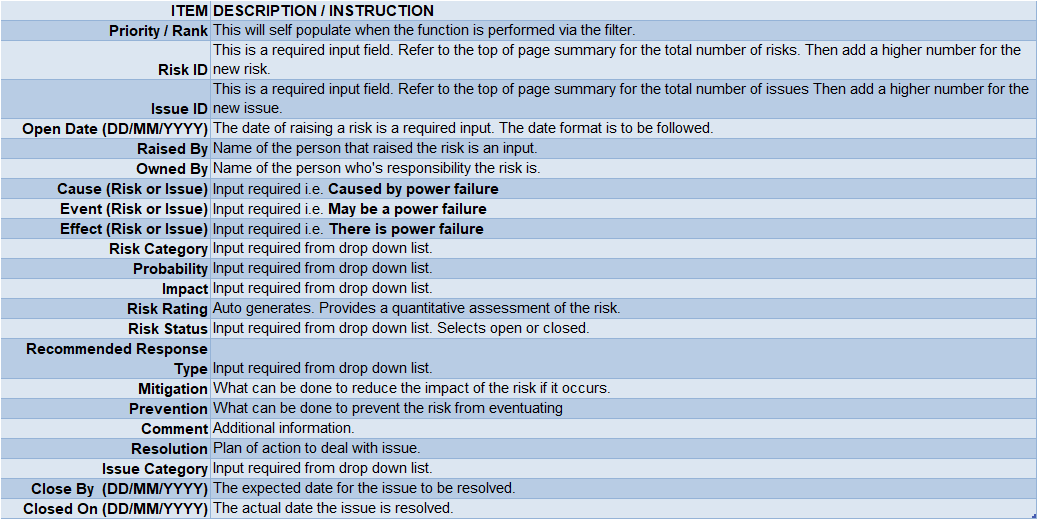 ITEM DESCRIPTION / INSTRUCTION
Priority / Rank This will self populate when the function is performed via the filter.
This is a required input field. Refer to the top of page summary for the total number of risks. Then add a higher number for the
Risk ID new risk.
This is a required input field. Refer to the top of page summary for the total number of issues Then add a higher number for the
Issue ID new issue.
Open Date (DD/MM/YYYY) The date of raising a risk is a required input. The date format is to be followed.
Raised By Name of the person that raised the risk is an input.
Owned By Name of the person who's responsibility the risk is.
Cause (Risk or Issue) Input required i.e. Caused by power failure
Event (Risk or Issue) Input required i.e. May be a power failure
Effect (Risk or Issue) Input required i.e. There is power failure
Risk Category Input required from drop down list.
Probability Input required from drop down list.
Impact Input required from drop down list.
Risk Rating Auto generates. Provides a quantitative assessment of the risk.
Risk Status Input required from drop down list. Selects open or closed.
Recommended Response
Type Input required from drop down list.
Mitigation What can be done to reduce the impact of the risk if it occurs.
Prevention What can be done to prevent the risk from eventuating
Comment Additional information.
Resolution Plan of action to deal with issue.
Issue Category Input required from drop down list.
Close By (DD/MM/YYYY) The expected date for the issue to be resolved.
Closed On (DD/MM/YYYY) The actual date the issue is resolved.